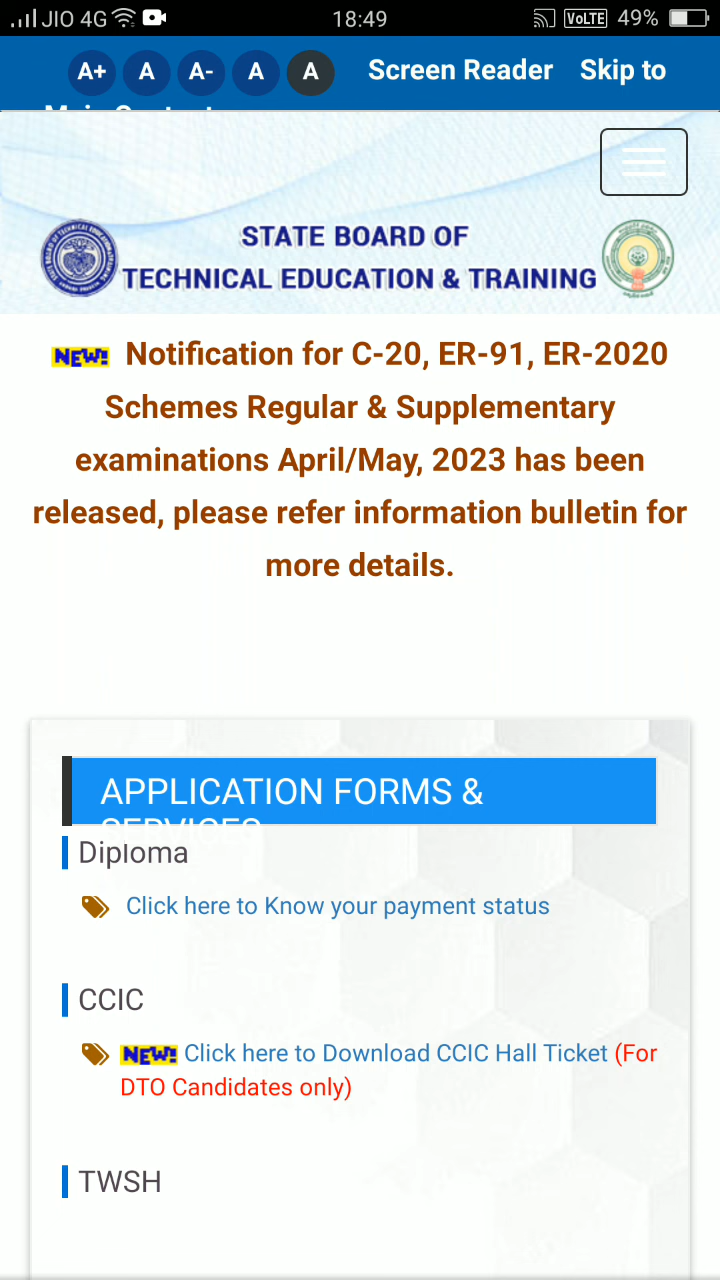 JIO 4G 18:49 VoLTE 49%
A+ A A- A A Screen Reader Skip to
STATE BOARD OF
TECHNICAL EDUCATION & TRAINING
NEW! Notification for C-20, ER-91, ER-2020
Schemes Regular & Supplementary
examinations April/May, 2023 has been
released, please refer information bulletin for
more details.
APPLICATION FORMS &
SERVICES
Diploma
Click here to Know your payment status
CCIC
NEW! Click here to Download CCIC Hall Ticket (For
DTO Candidates only)
TWSH